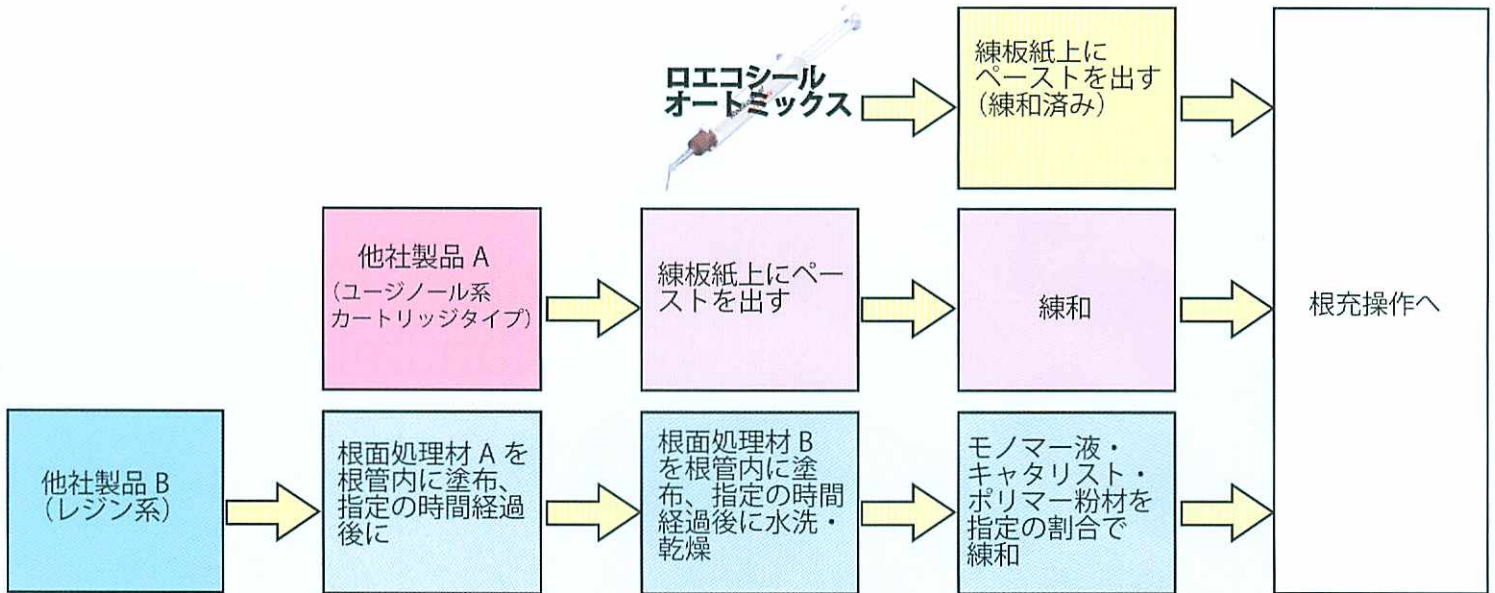 ロエコシール
オートミックス
練板紙上に
ペーストを出す
(練和済み)
他社製品 A
(ユージノール系
カートリッジタイプ)
練板紙上にペー
ストを出す
練和
根充操作へ
他社製品 B
(レジン系)
根面処理材 A を
根管内に塗布、
指定の時間経過
後に
根面処理材 B
を根管内に塗
布、指定の時間
経過後に水洗・
乾燥
モノマー液・
キャタリスト・
ポリマー粉材を
指定の割合で
練和